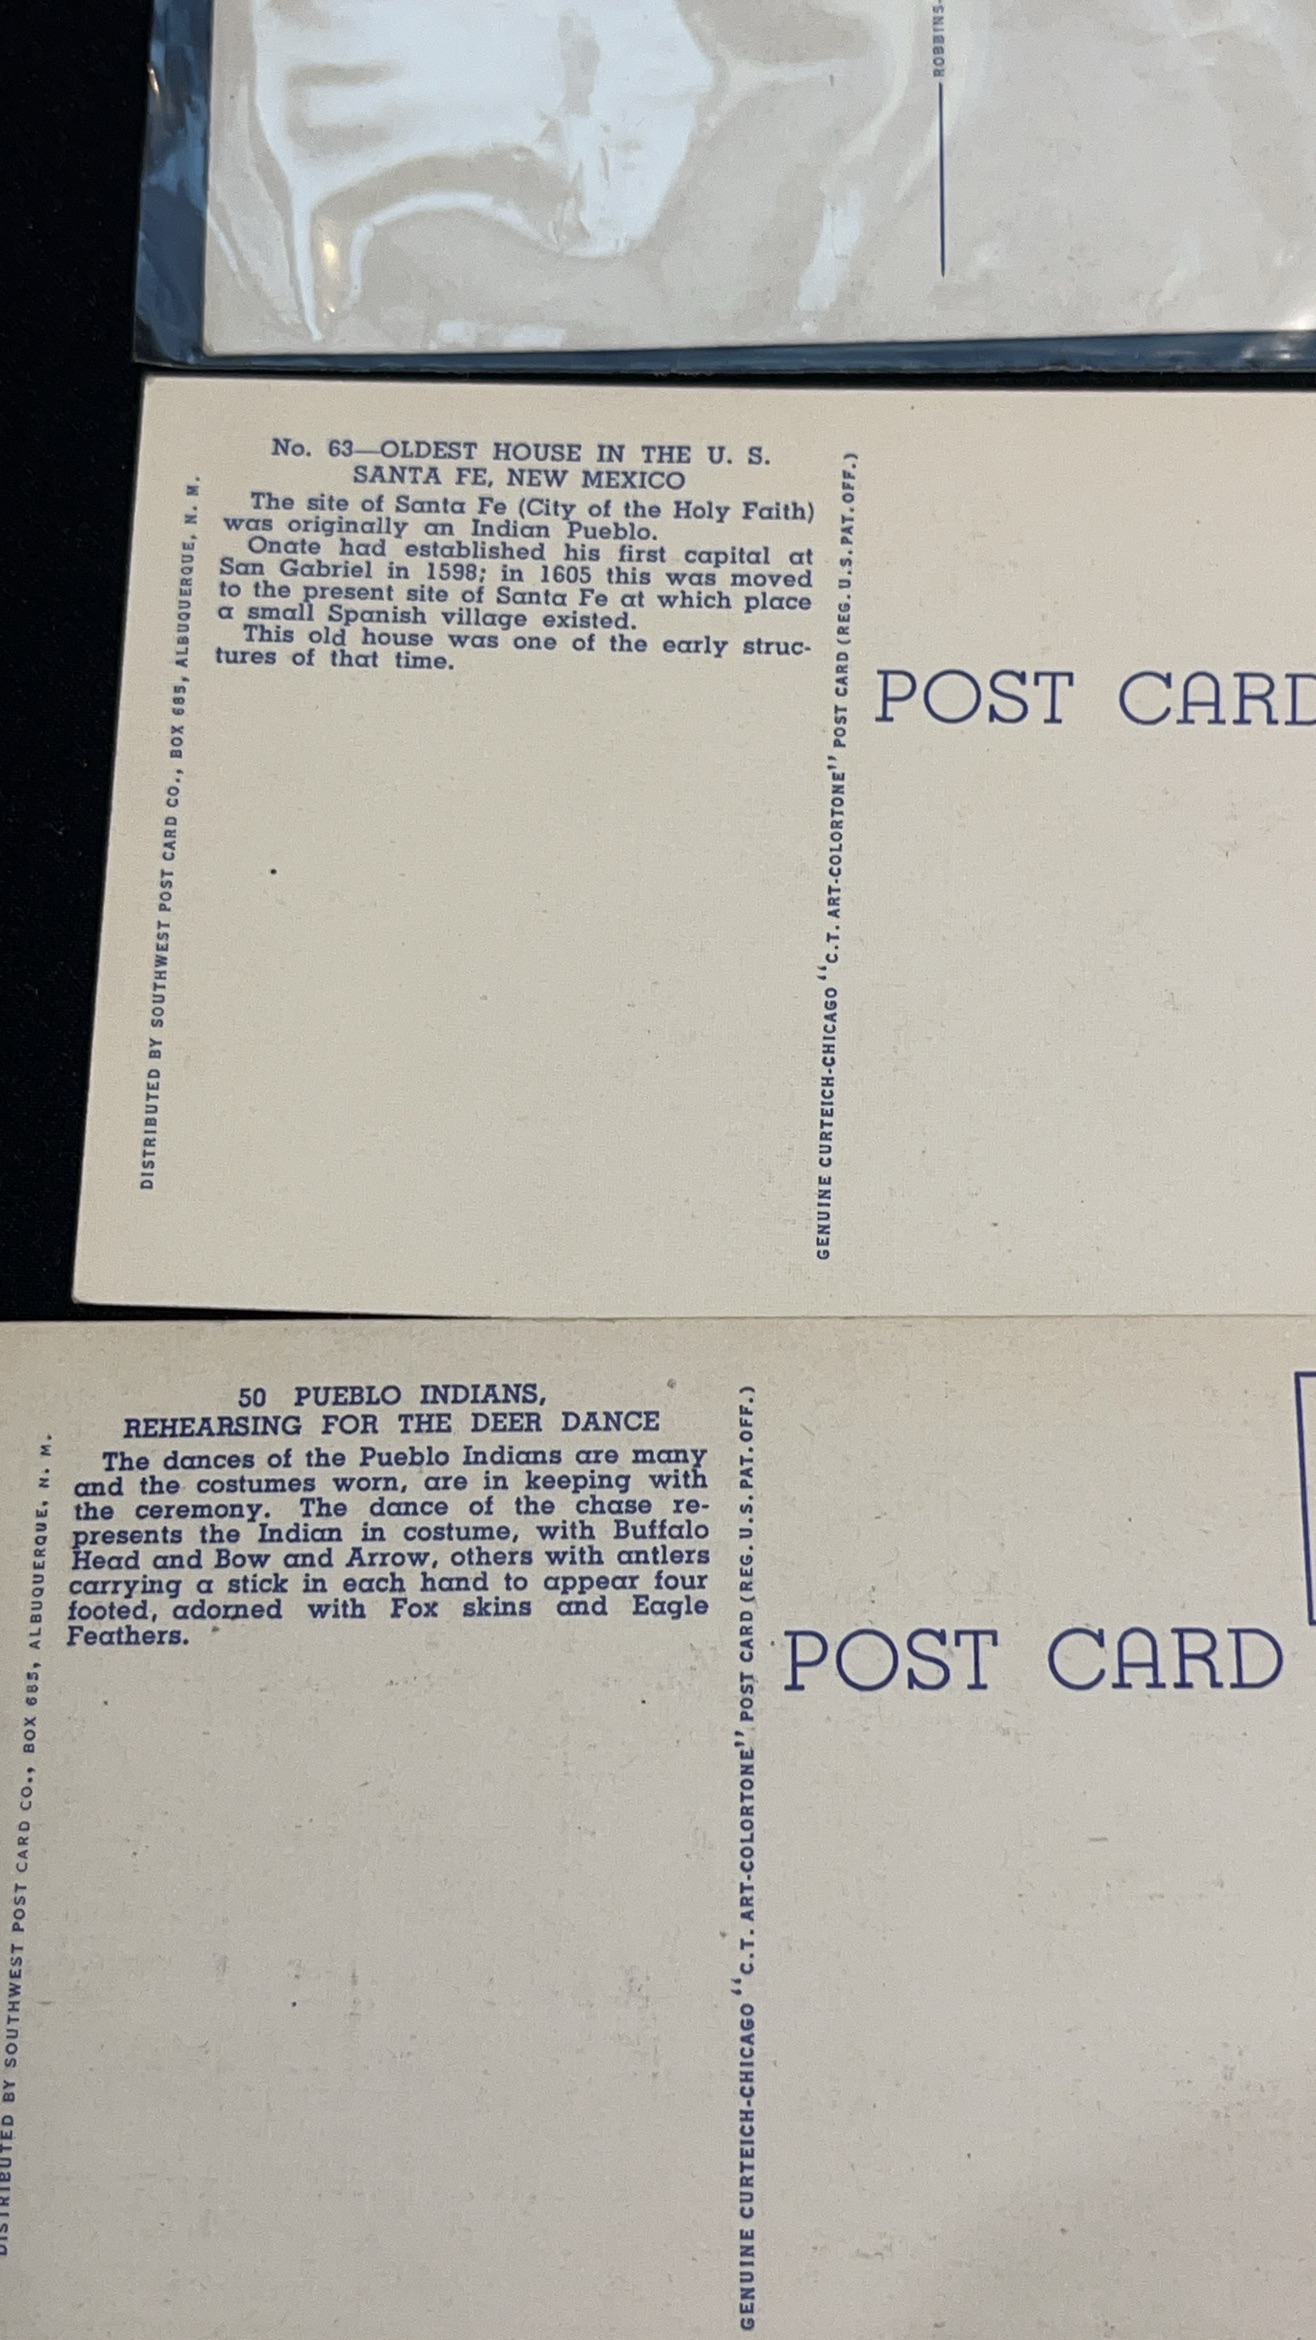 ROBBINS-
No. 63—OLDEST HOUSE IN THE U. S.
SANTA FE, NEW MEXICO
The site of Santa Fe (City of the Holy Faith)
was originally an Indian Pueblo.
Onate had established his first capital at
San Gabriel in 1598; in 1605 this was moved
to the present site of Santa Fe at which place
a small Spanish village existed.
This old house was one of the early struc-
tures of that time.
DISTRIBUTED BY SOUTHWEST POST CARD CO., BOX 685, ALBUQUERQUE, N. M.
GENUINE CURTEICH-CHICAGO "C.T. ART-COLORTONE" POST CARD (REG. U.S. PAT. OFF.)
POST CARD
50 PUEBLO INDIANS,
REHEARSING FOR THE DEER DANCE
The dances of the Pueblo Indians are many
and the costumes worn, are in keeping with
the ceremony. The dance of the chase re-
presents the Indian in costume, with Buffalo
Head and Bow and Arrow, others with antlers
carrying a stick in each hand to appear four
footed, adorned with Fox skins and Eagle
Feathers.
DISTRIBUTED BY SOUTHWEST POST CARD CO., BOX 685, ALBUQUERQUE, N. M.
GENUINE CURTEICH-CHICAGO "C.T. ART-COLORTONE" POST CARD (REG. U.S. PAT. OFF.)
POST CARD